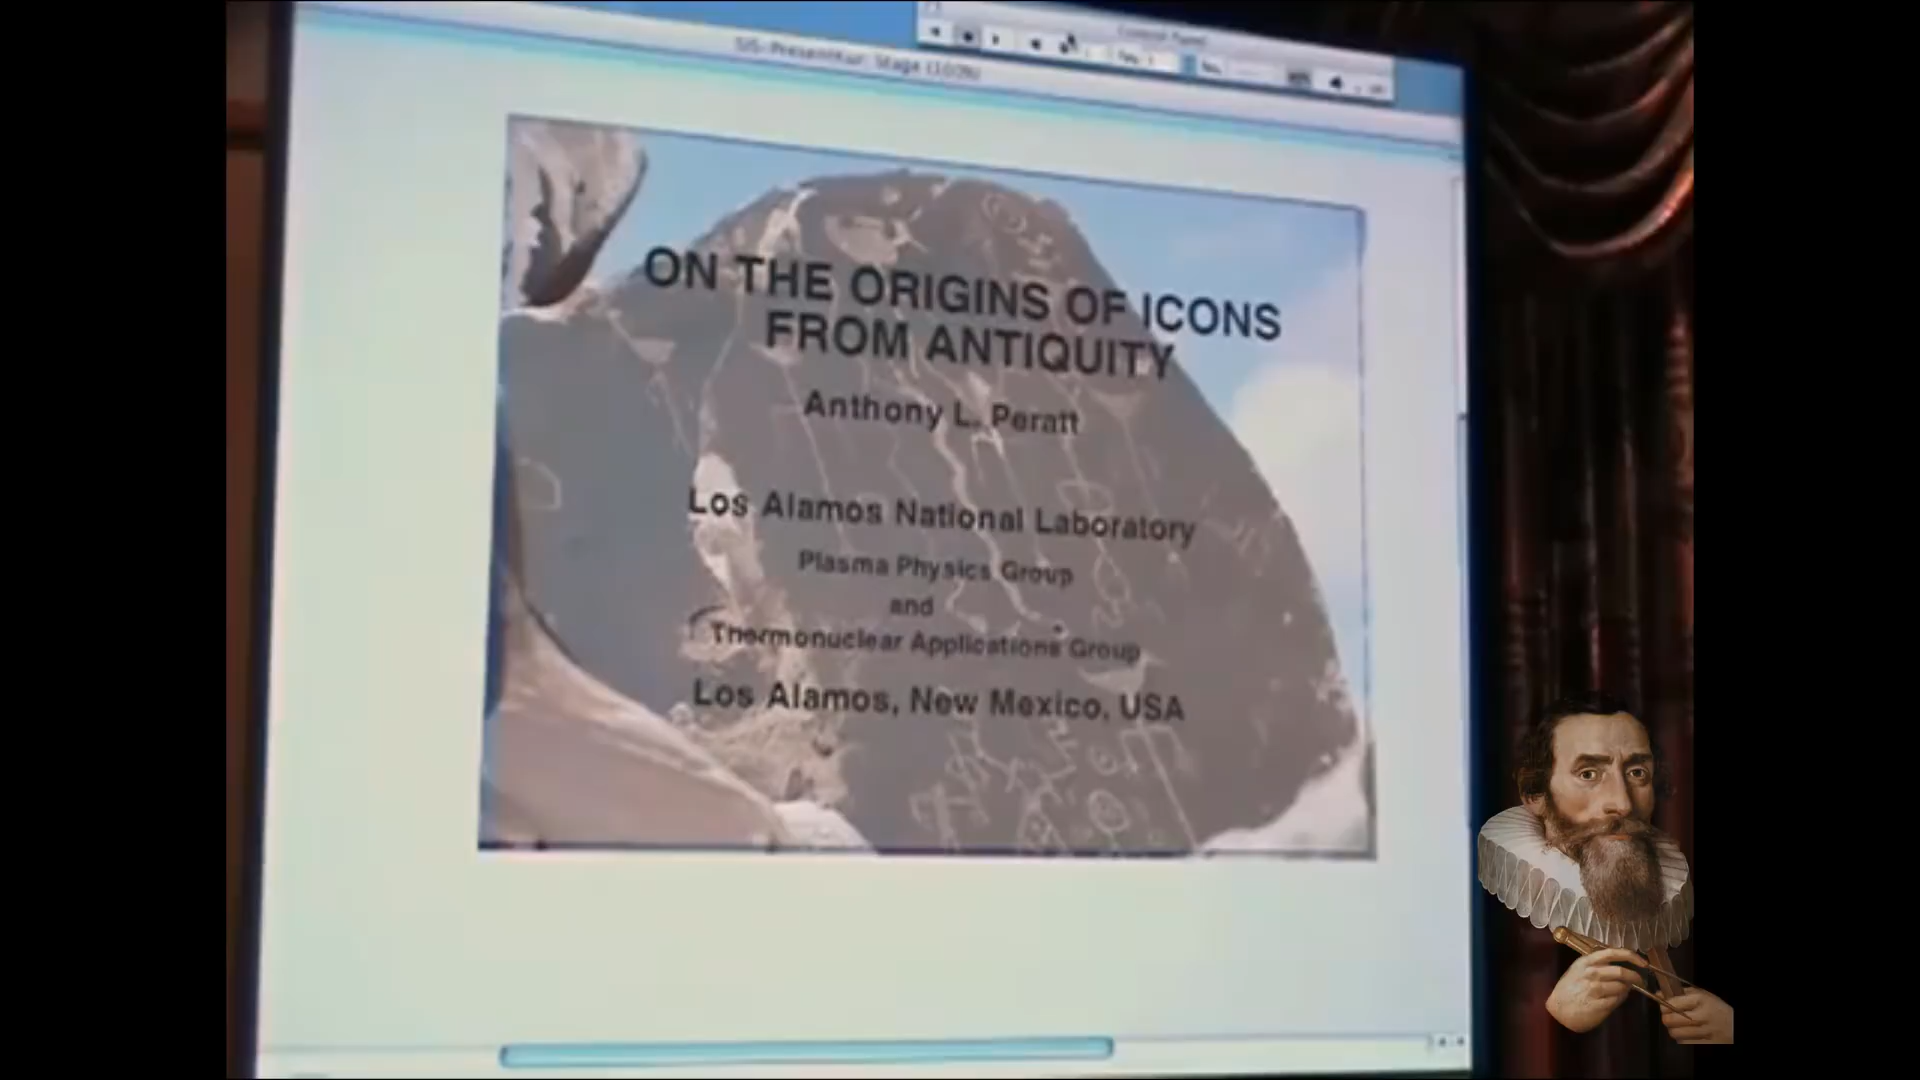 ON THE ORIGINS OF ICONS
FROM ANTIQUITY
Anthony L. Peratt
Los Alamos National Laboratory
Plasma Physics Group
and
Thermonuclear Applications Group
Los Alamos, New Mexico, USA